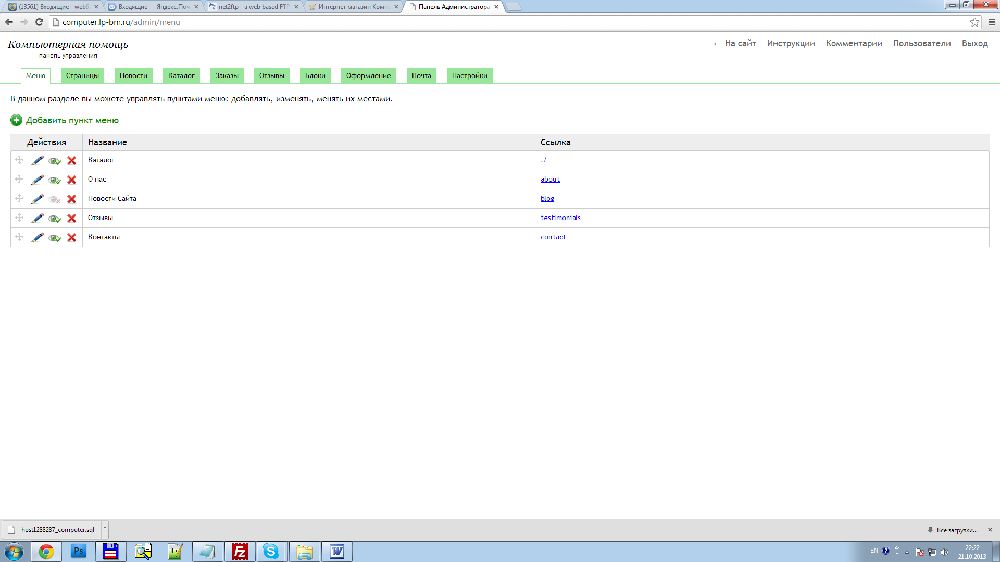 (13561) Входящие - web6
Входящие — Яндекс.Поч
net2ftp - a web based FTP
Интернет магазин Комп
Панель Администратора
computer.lp-bm.ru/admin/menu
Компьютерная помощь
панель управления
← На сайт Инструкции Комментарии Пользователи Выход
Меню Страницы Новости Каталог Заказы Отзывы Блоки Оформление Почта Настройки
В данном разделе вы можете управлять пунктами меню: добавлять, изменять, менять их местами.
Добавить пункт меню
Действия Название Ссылка
Каталог ./
О нас about
Новости Сайта blog
Отзывы testimonials
Контакты contact
host1288287_computer.sql
Все загрузки...
Ps
Fz
S
W
EN
22:22
21.10.2013